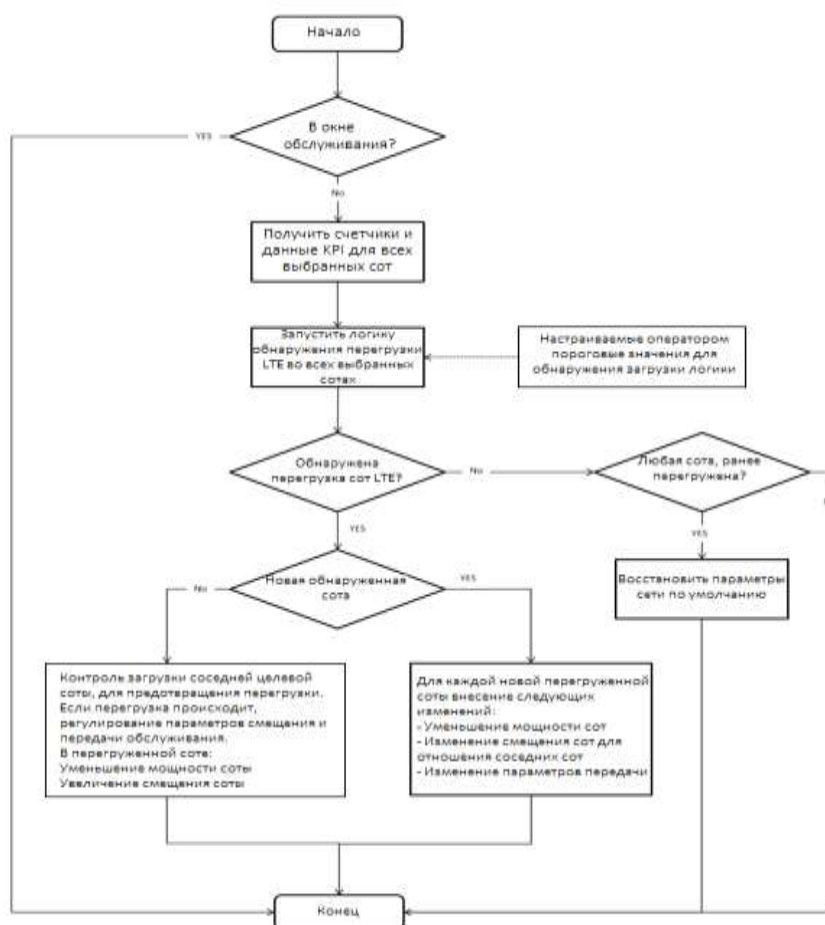 Начало
В окне
обслуживания?
YES
No
Получить счетчики и
данные KPI для всех
выбранных сот
Запустить логику
обнаружения перегрузки
LTE во всех выбранных
сотах
Настраиваемые оператором
пороговые значения для
обнаружения загрузки логики
Обнаружена
перегрузка сот LTE?
No
Любая сота, ранее
перегружена?
YES
YES
Новая обнаруженная
сота
No
YES
Восстановить параметры
сети по умолчанию
Контроль загрузки соседней целевой
соты, для предотвращения перегрузки.
Если перегрузка происходит,
регулирование параметров смещения и
передачи обслуживания.
В перегруженной соте:
Уменьшение мощности соты
Увеличение смещения соты
Для каждой новой перегруженной
соты внесение следующих
изменений:
- Уменьшение мощности сот
- Изменение смещения сот для
отношения соседних сот
- Изменение параметров передачи
Конец